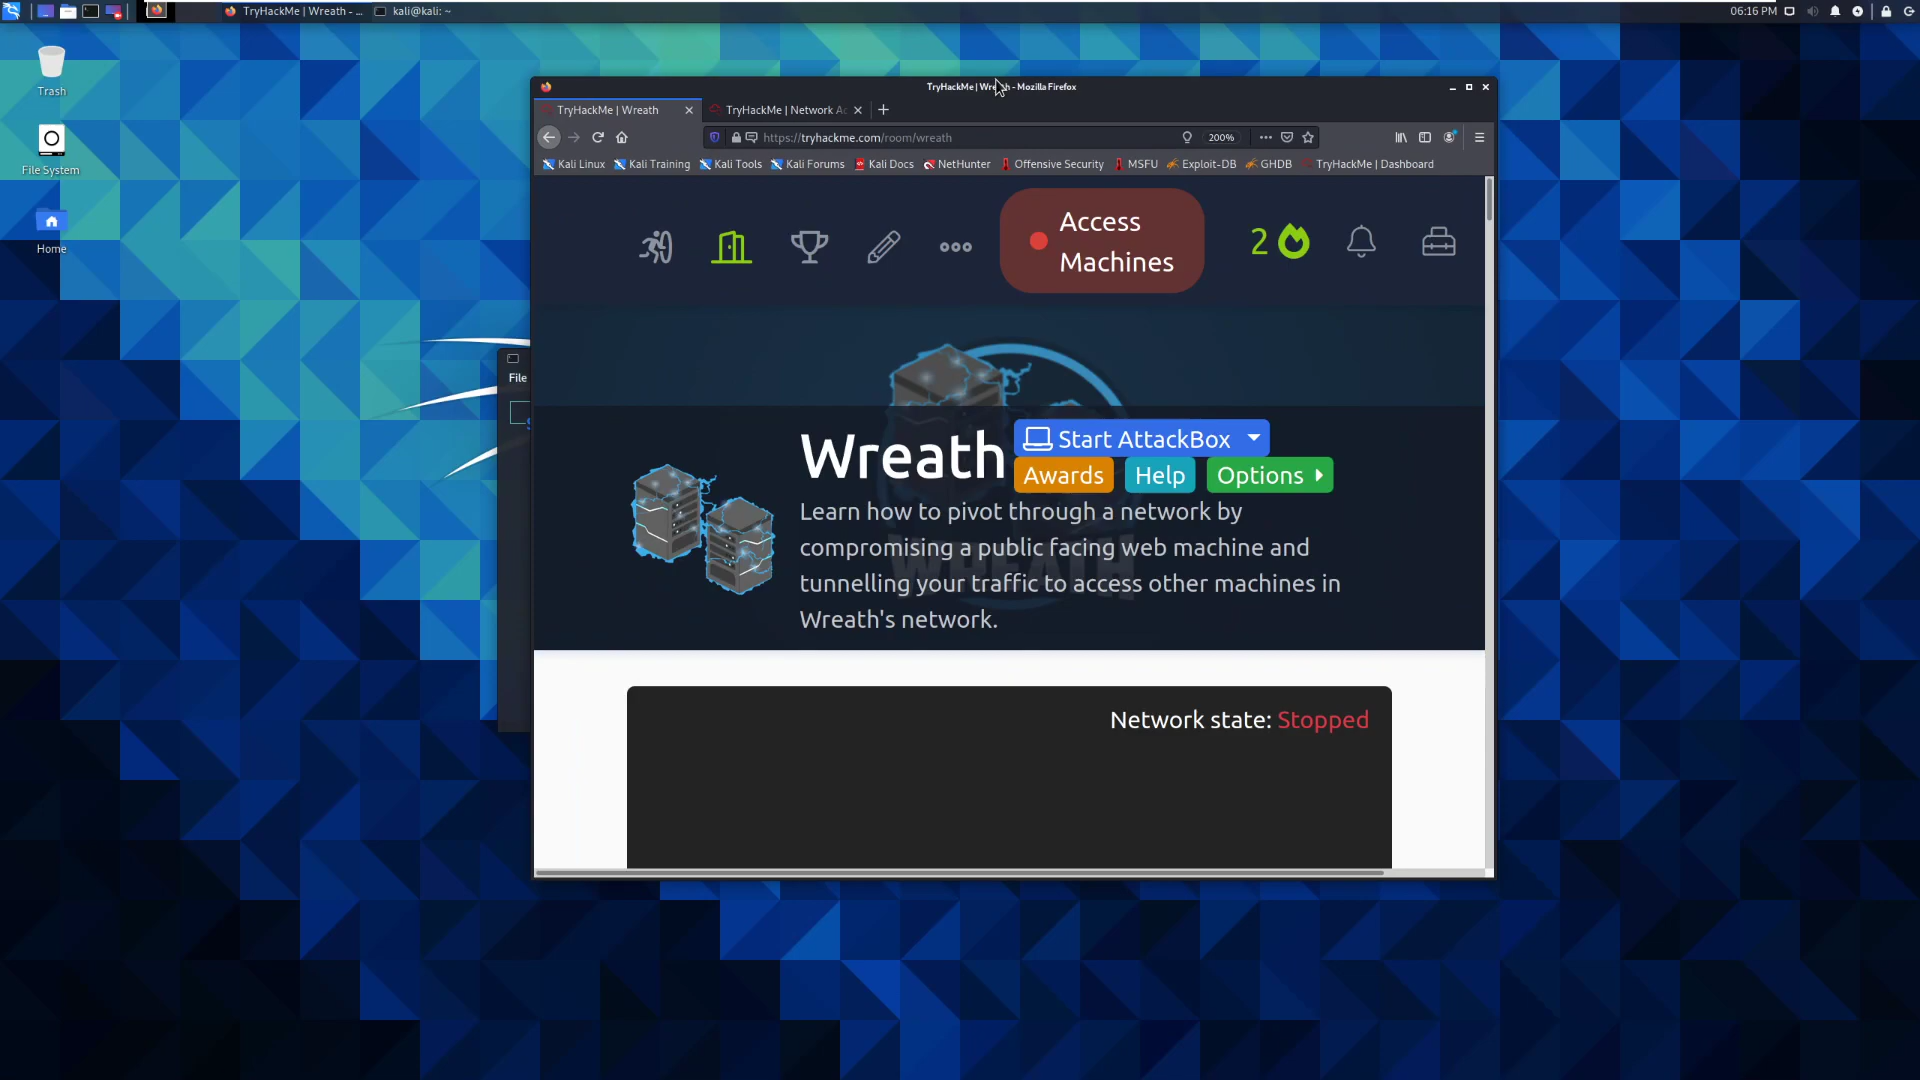 TryHackMe | Wreath - ...
kali@kali: ~
06:16 PM
Trash
File System
Home
TryHackMe | Wreath - Mozilla Firefox
TryHackMe | Wreath
TryHackMe | Network Ac
https://tryhackme.com/room/wreath
200%
Kali Linux
Kali Training
Kali Tools
Kali Forums
Kali Docs
NetHunter
Offensive Security
MSFU
Exploit-DB
GHDB
TryHackMe | Dashboard
Access
Machines
2
File
Wreath
Start AttackBox
Awards
Help
Options
Learn how to pivot through a network by
compromising a public facing web machine and
tunnelling your traffic to access other machines in
Wreath's network.
WREATH
Network state: Stopped